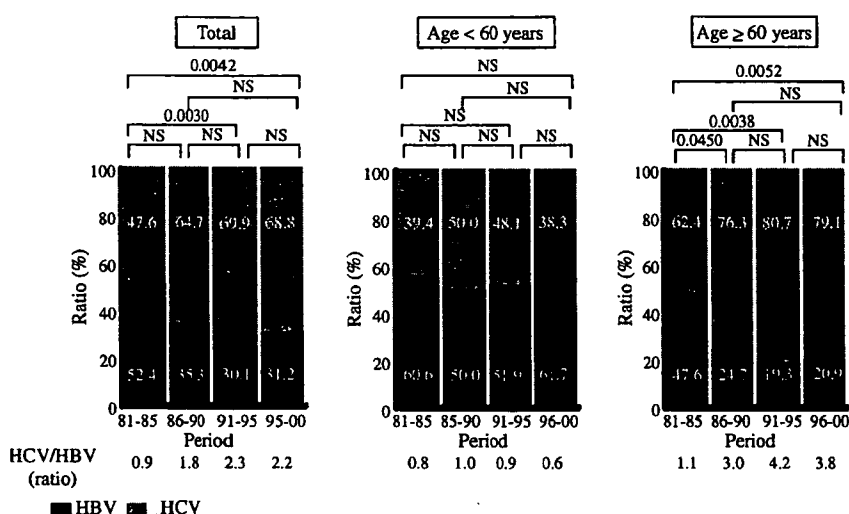 Total
0.0042
NS
0.0030
NS NS NS
Ratio (%)
100
80
60
40
20
0
47.6 64.7 69.9 68.8
52.4 35.3 30.1 31.2
81-85 86-90 91-95 95-00
Period
Age < 60 years
NS
NS
NS
NS NS NS
Ratio (%)
100
80
60
40
20
0
39.4 50.0 48.1 38.3
60.6 50.0 51.9 61.7
81-85 85-90 91-95 96-00
Period
Age ≥ 60 years
0.0052
NS
0.0038
0.0450 NS NS
Ratio (%)
100
80
60
40
20
0
62.4 76.3 80.7 79.1
47.6 24.7 19.3 20.9
81-85 86-90 91-95 96-00
Period
HCV/HBV
(ratio)
0.9 1.8 2.3 2.2
0.8 1.0 0.9 0.6
1.1 3.0 4.2 3.8
HBV HCV